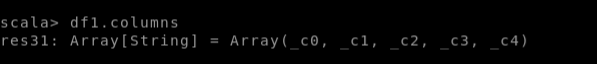 scala> df1.columns
res31: Array[String] = Array(_c0, _c1, _c2, _c3, _c4)